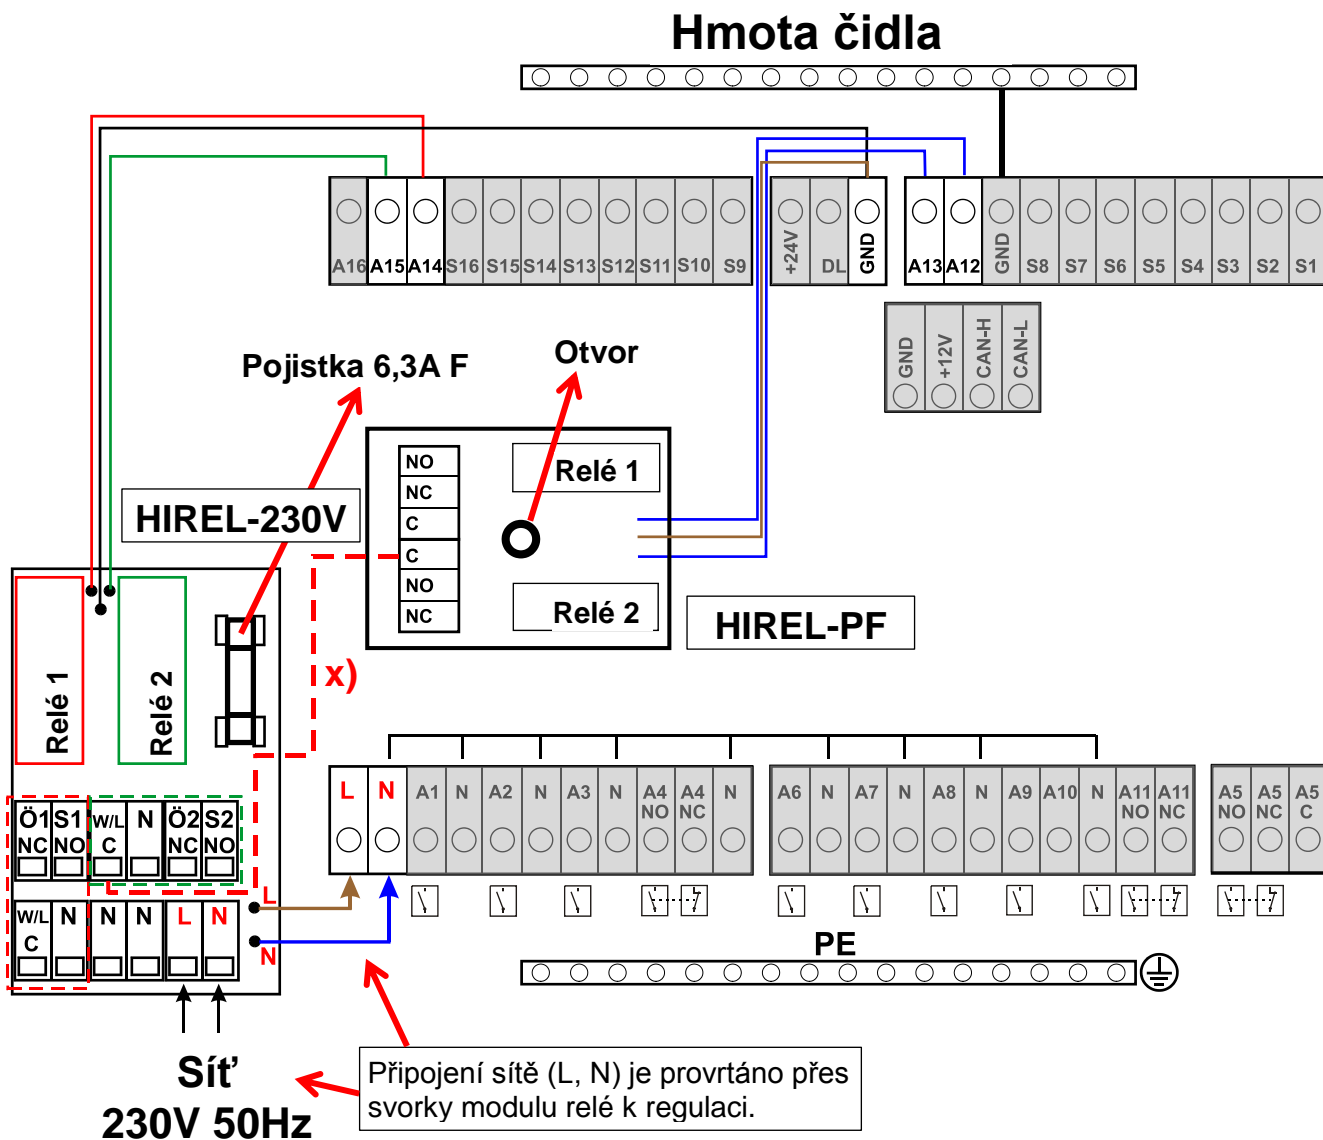 Hmota čidla
A16 A15 A14 S16 S15 S14 S13 S12 S11 S10 S9 +24V DL GND A13 A12 GND S8 S7 S6 S5 S4 S3 S2 S1
GND +12V CAN-H CAN-L
Pojistka 6,3A F
Otvor
NO
NC
C
C
NO
NC
Relé 1
Relé 2
HIREL-230V
HIREL-PF
Relé 1
Relé 2
x)
L N A1 N A2 N A3 N A4 NO A4 NC N A6 N A7 N A8 N A9 A10 N A11 NO A11 NC A5 NO A5 NC A5 C
Ö1 NC S1 NO W/L C N Ö2 NC S2 NO
W/L C N N N L N
L
N
PE
Síť
230V 50Hz
Připojení sítě (L, N) je provrtáno přes
svorky modulu relé k regulaci.